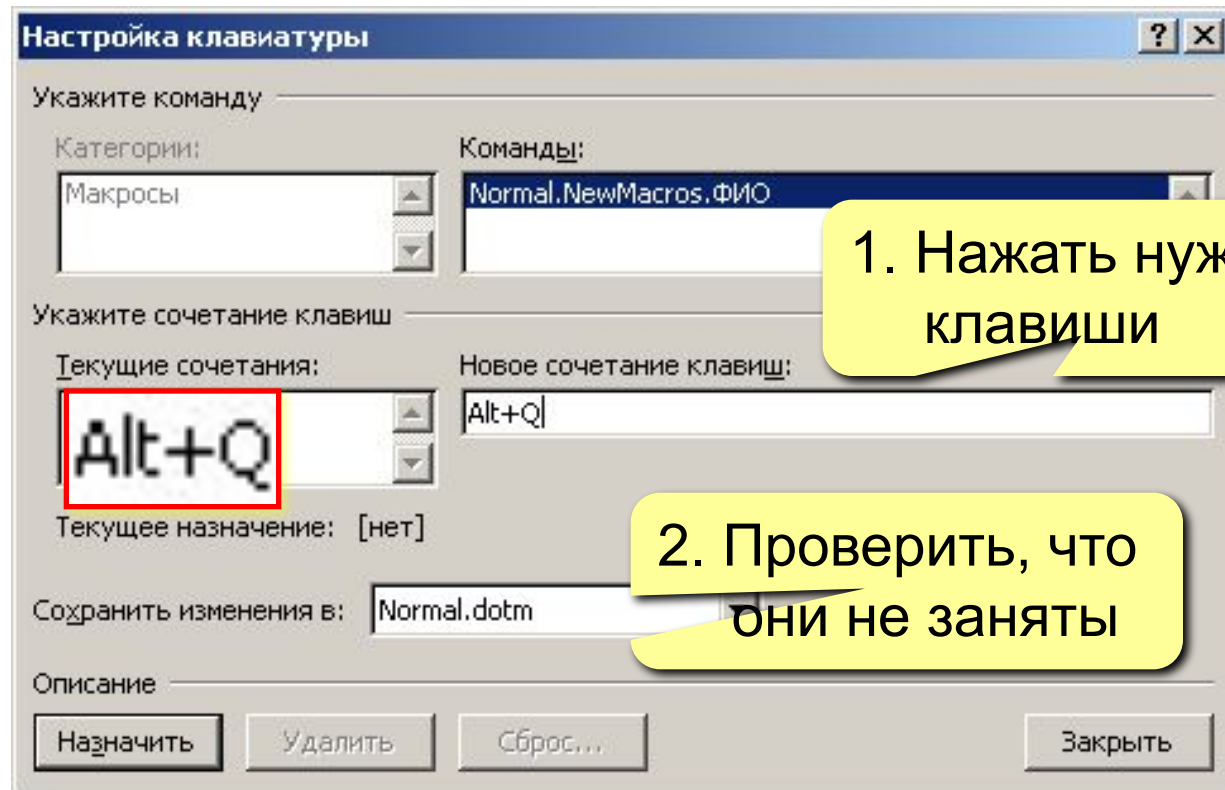 Настройка клавиатуры
Укажите команду
Категории:
Команды:
Макросы
Normal.NewMacros.ФИО
1. Нажать
клавиши
Укажите сочетание клавиш
Текущие сочетания:
Новое сочетание клавиш:
Alt+Q
Alt+Q
Текущее назначение: [нет]
2. Проверить, что
они не заняты
Сохранить изменения в:
Normal.dotm
Описание
Назначить
Удалить
Сброс...
Закрыть